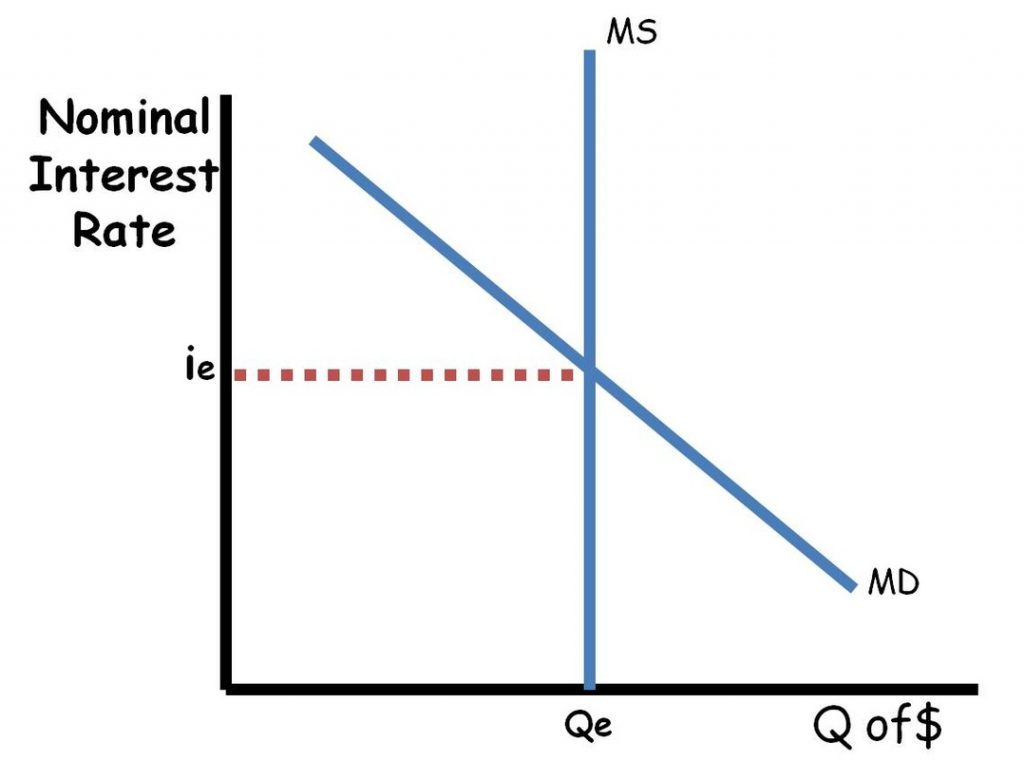 MS
Nominal
Interest
Rate
ie
MD
Qe
Q of$